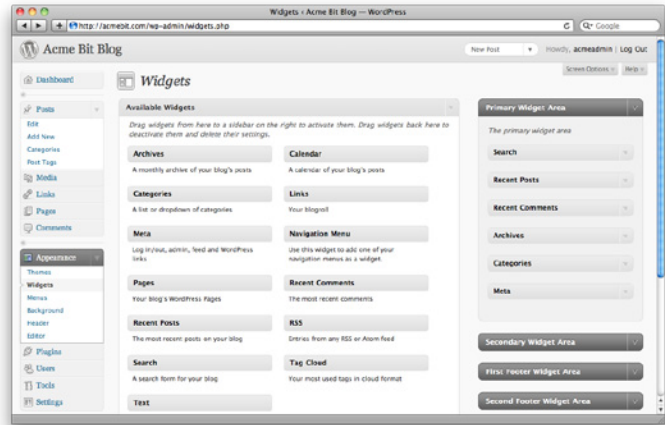 Widgets ‹ Acme Bit Blog — WordPress
http://acmebit.com/wp-admin/widgets.php
Google
Acme Bit Blog
New Post
Howdy, acmeadmin | Log Out
Screen Options
Help
Dashboard
Posts
Edit
Add New
Categories
Post Tags
Media
Links
Pages
Comments
Appearance
Themes
Widgets
Menus
Background
Header
Editor
Plugins
Users
Tools
Settings
Widgets
Available Widgets
Drag widgets from here to a sidebar on the right to activate them. Drag widgets back here to
deactivate them and delete their settings.
Archives
A monthly archive of your blog's posts
Calendar
A calendar of your blog's posts
Categories
A list or dropdown of categories
Links
Your blogroll
Meta
Log in/out, admin, feed and WordPress
links
Navigation Menu
Use this widget to add one of your
navigation menus as a widget.
Pages
Your blog's WordPress Pages
Recent Comments
The most recent comments
Recent Posts
The most recent posts on your blog
RSS
Entries from any RSS or Atom feed
Search
A search form for your blog
Tag Cloud
Your most used tags in cloud format
Text
Primary Widget Area
The primary widget area
Search
Recent Posts
Recent Comments
Archives
Categories
Meta
Secondary Widget Area
First Footer Widget Area
Second Footer Widget Area